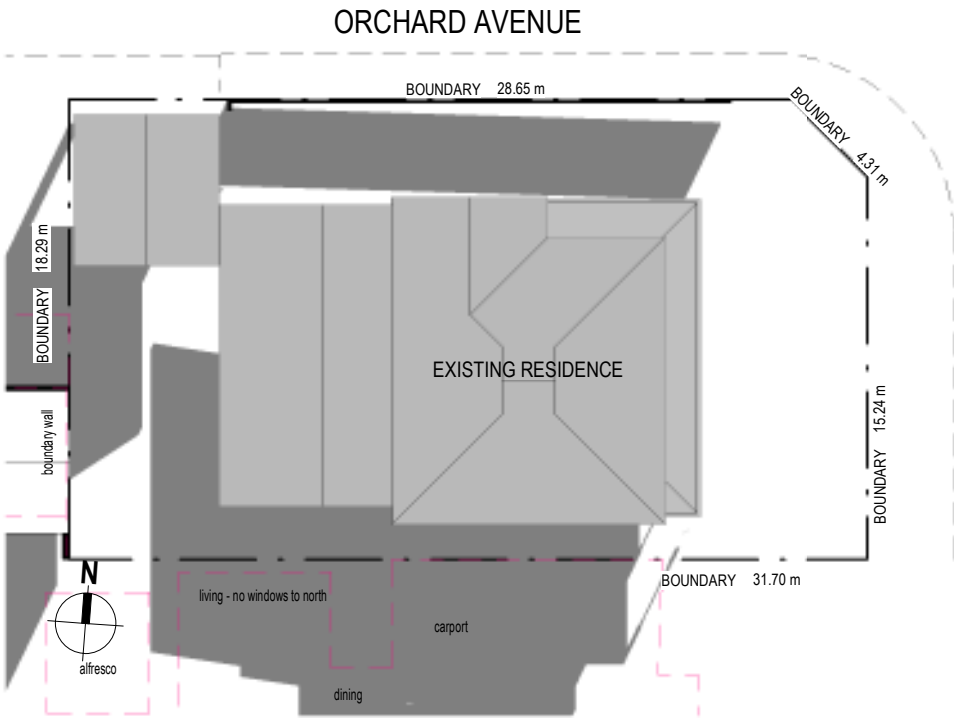 ORCHARD AVENUE
BOUNDARY 28.65 m
BOUNDARY 4.31 m
BOUNDARY 18.29 m
EXISTING RESIDENCE
boundary wall
BOUNDARY 15.24 m
N
BOUNDARY 31.70 m
living - no windows to north
carport
alfresco
dining